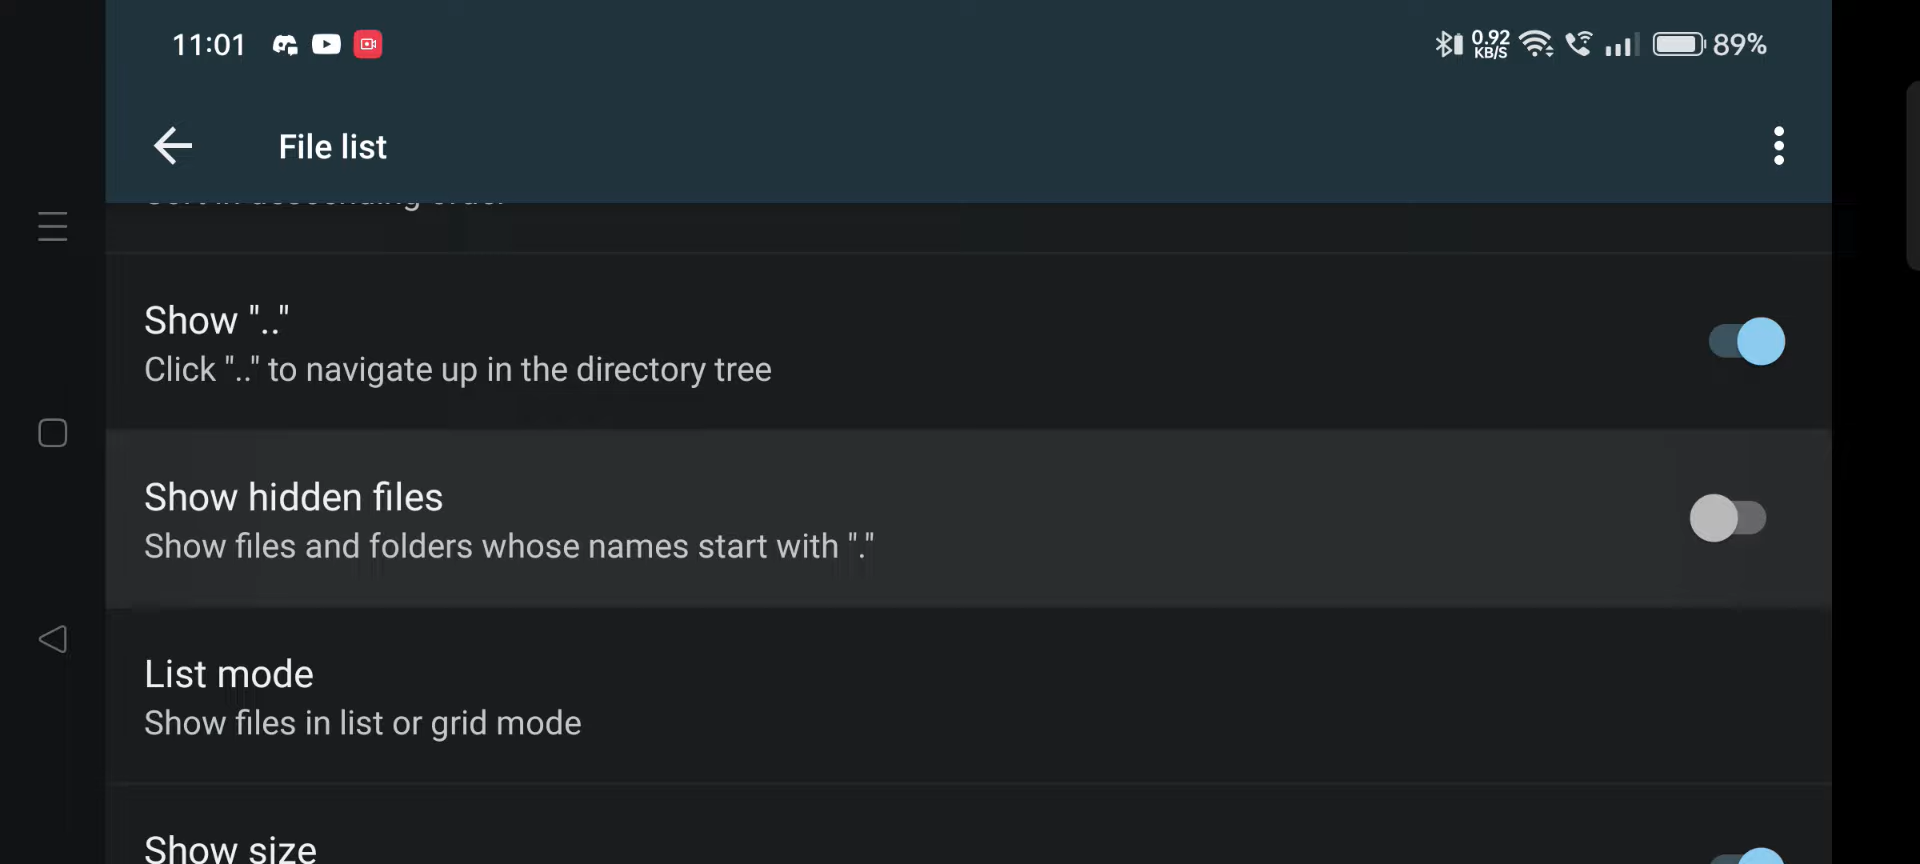 11:01 0.92 KB/S 89%
File list
Show ".."
Click ".." to navigate up in the directory tree
Show hidden files
Show files and folders whose names start with "."
List mode
Show files in list or grid mode
Show size